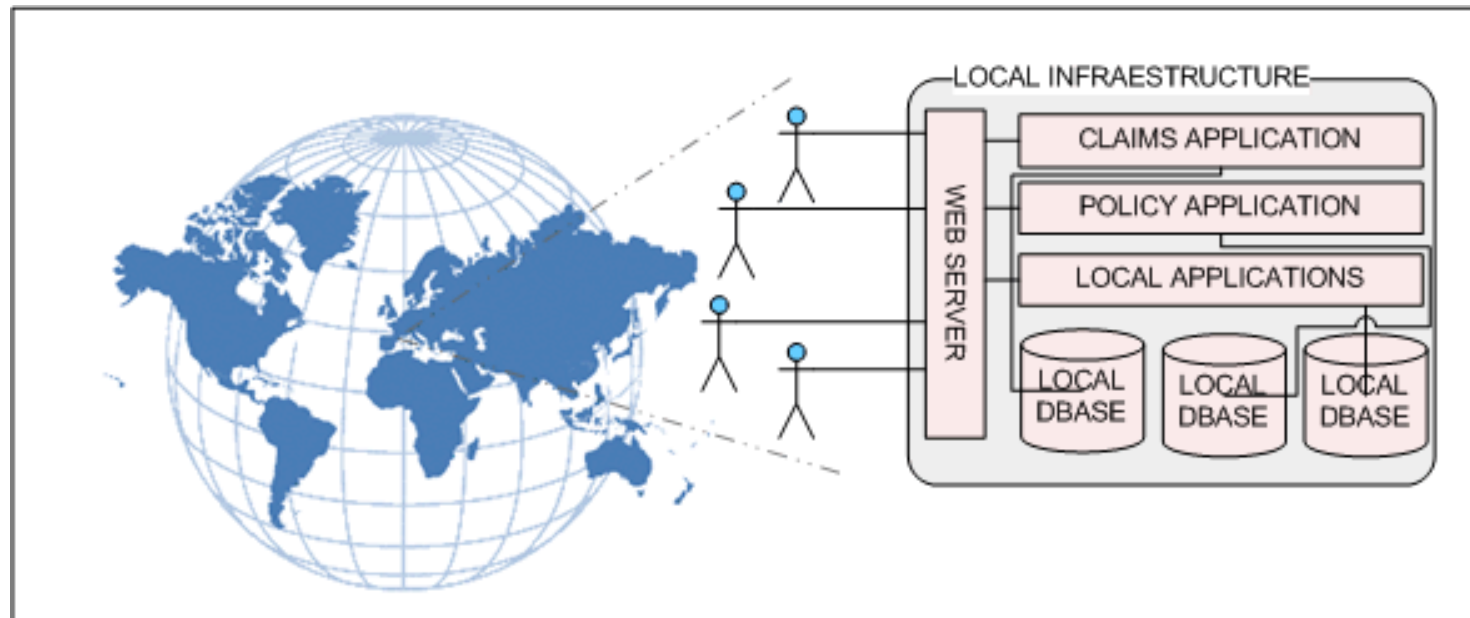 LOCAL INFRAESTRUCTURE
WEB SERVER
CLAIMS APPLICATION
POLICY APPLICATION
LOCAL APPLICATIONS
LOCAL
DBASE
LOCAL
DBASE
LOCAL
DBASE